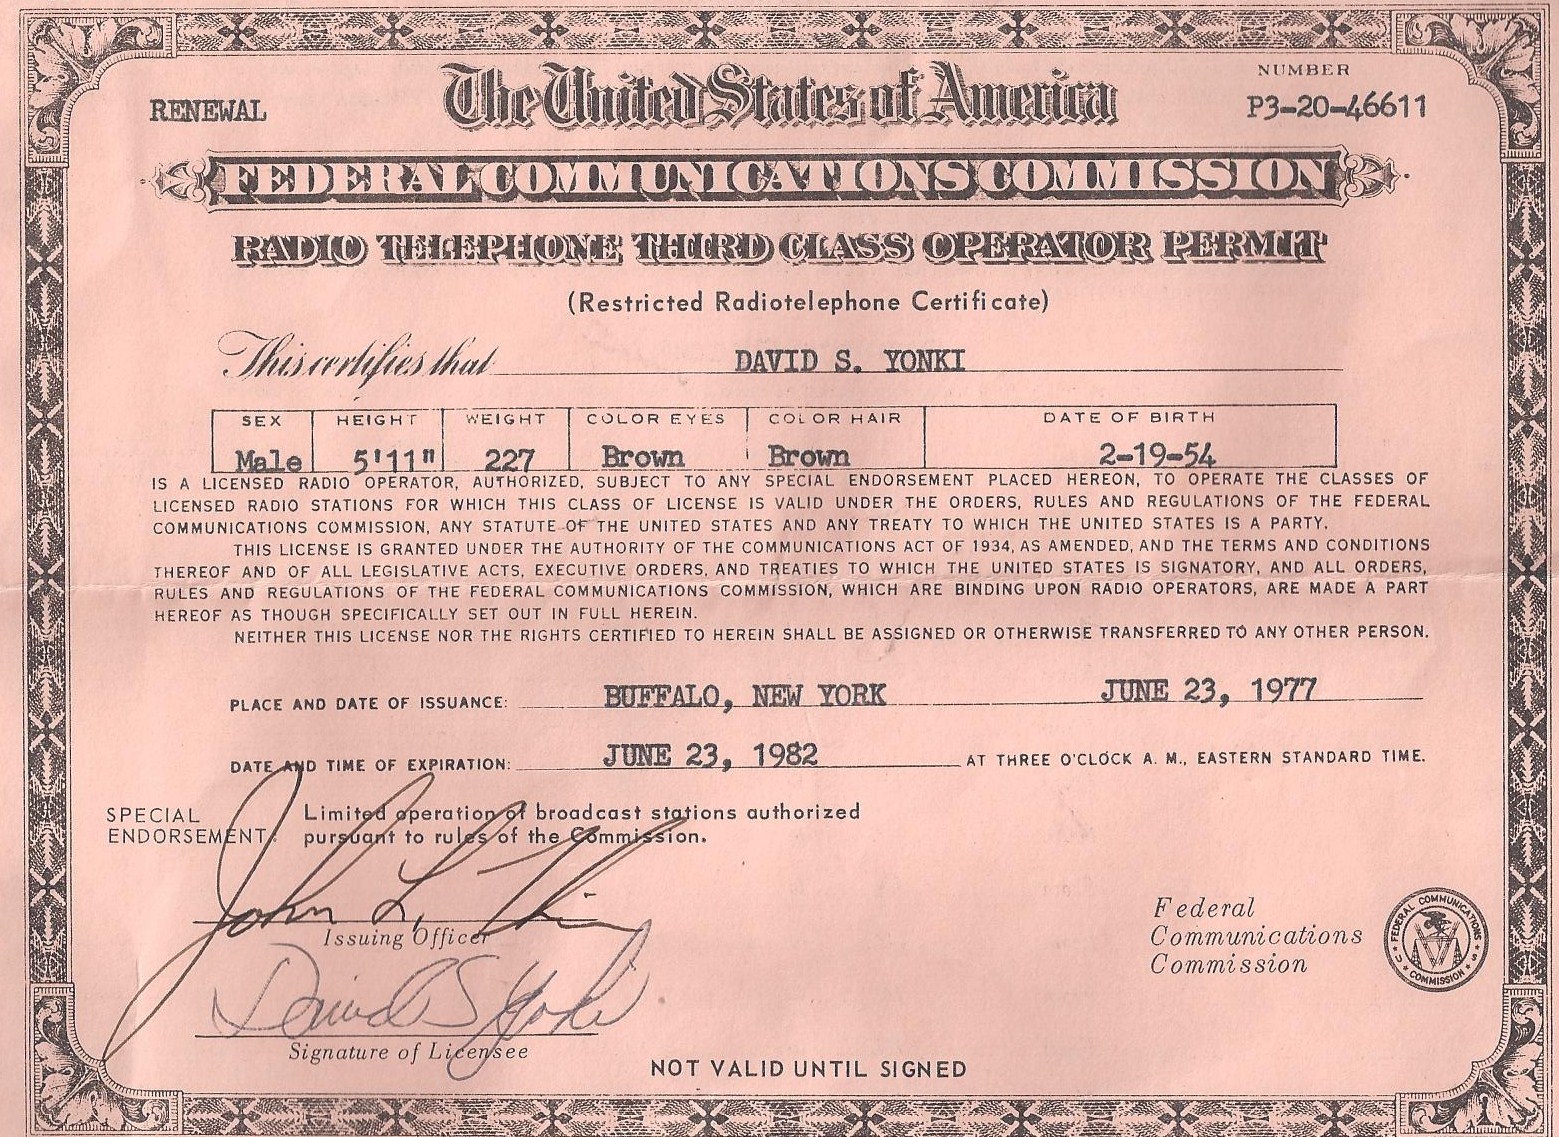 RENEWAL
The United States of America
NUMBER
P3-20-46611
FEDERAL COMMUNICATIONS COMMISSION
RADIO TELEPHONE THIRD CLASS OPERATOR PERMIT
(Restricted Radiotelephone Certificate)
This certifies that DAVID S. YONKI
SEX HEIGHT WEIGHT COLOR EYES COLOR HAIR DATE OF BIRTH
Male 5'11" 227 Brown Brown 2-19-54
IS A LICENSED RADIO OPERATOR, AUTHORIZED, SUBJECT TO ANY SPECIAL ENDORSEMENT PLACED HEREON, TO OPERATE THE CLASSES OF
LICENSED RADIO STATIONS FOR WHICH THIS CLASS OF LICENSE IS VALID UNDER THE ORDERS, RULES AND REGULATIONS OF THE FEDERAL
COMMUNICATIONS COMMISSION, ANY STATUTE OF THE UNITED STATES AND ANY TREATY TO WHICH THE UNITED STATES IS A PARTY.
THIS LICENSE IS GRANTED UNDER THE AUTHORITY OF THE COMMUNICATIONS ACT OF 1934, AS AMENDED, AND THE TERMS AND CONDITIONS
THEREOF AND OF ALL LEGISLATIVE ACTS, EXECUTIVE ORDERS, AND TREATIES TO WHICH THE UNITED STATES IS SIGNATORY, AND ALL ORDERS,
RULES AND REGULATIONS OF THE FEDERAL COMMUNICATIONS COMMISSION, WHICH ARE BINDING UPON RADIO OPERATORS, ARE MADE A PART
HEREOF AS THOUGH SPECIFICALLY SET OUT IN FULL HEREIN.
NEITHER THIS LICENSE NOR THE RIGHTS CERTIFIED TO HEREIN SHALL BE ASSIGNED OR OTHERWISE TRANSFERRED TO ANY OTHER PERSON.
PLACE AND DATE OF ISSUANCE: BUFFALO, NEW YORK JUNE 23, 1977
DATE AND TIME OF EXPIRATION: JUNE 23, 1982 AT THREE O'CLOCK A. M., EASTERN STANDARD TIME.
SPECIAL
ENDORSEMENT:
Limited operation of broadcast stations authorized
pursuant to rules of the Commission.
John L.
Issuing Officer
David S Yonki
Signature of Licensee
NOT VALID UNTIL SIGNED
Federal
Communications
Commission
FEDERAL COMMUNICATIONS COMMISSION U S